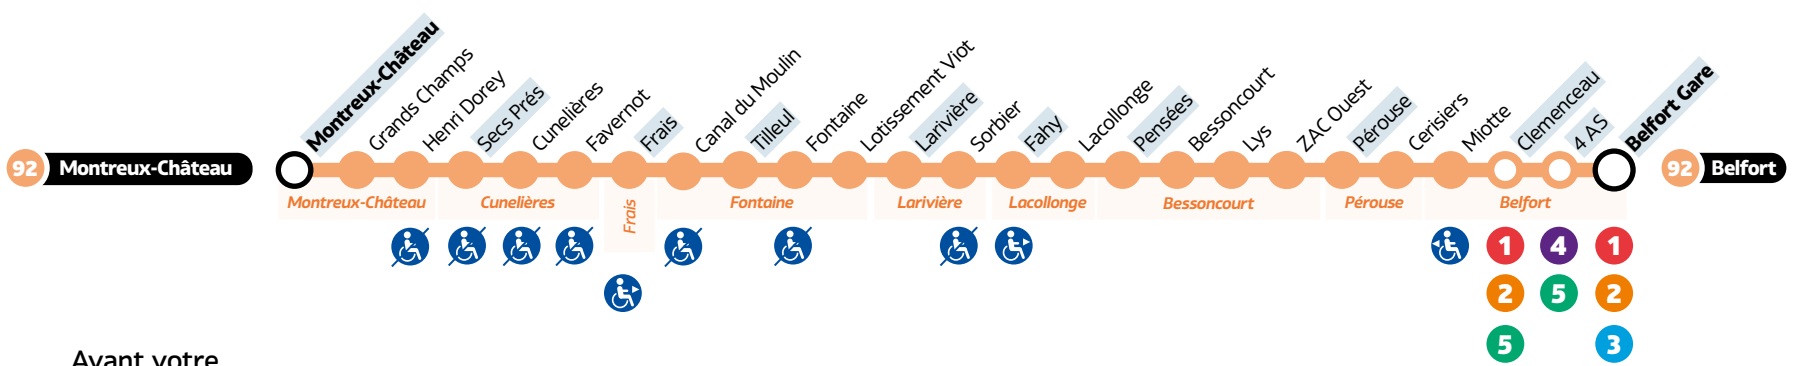 92 Montreux-Château
Montreux-Château
Grands Champs
Henri Dorey
Secs Prés
Cunelières
Favernot
Frais
Canal du Moulin
Tilleul
Fontaine
Lotissement Viot
Larivière
Sorbier
Fahy
Lacollonge
Pensées
Bessoncourt
Lys
ZAC Ouest
Pérouse
Cerisiers
Miotte
Clemenceau
4 AS
Belfort Gare
92 Belfort
Montreux-Château
Cunelières
Frais
Fontaine
Larivière
Lacollonge
Bessoncourt
Pérouse
Belfort
1 4 1
2 5 2
5 3
Avant votre